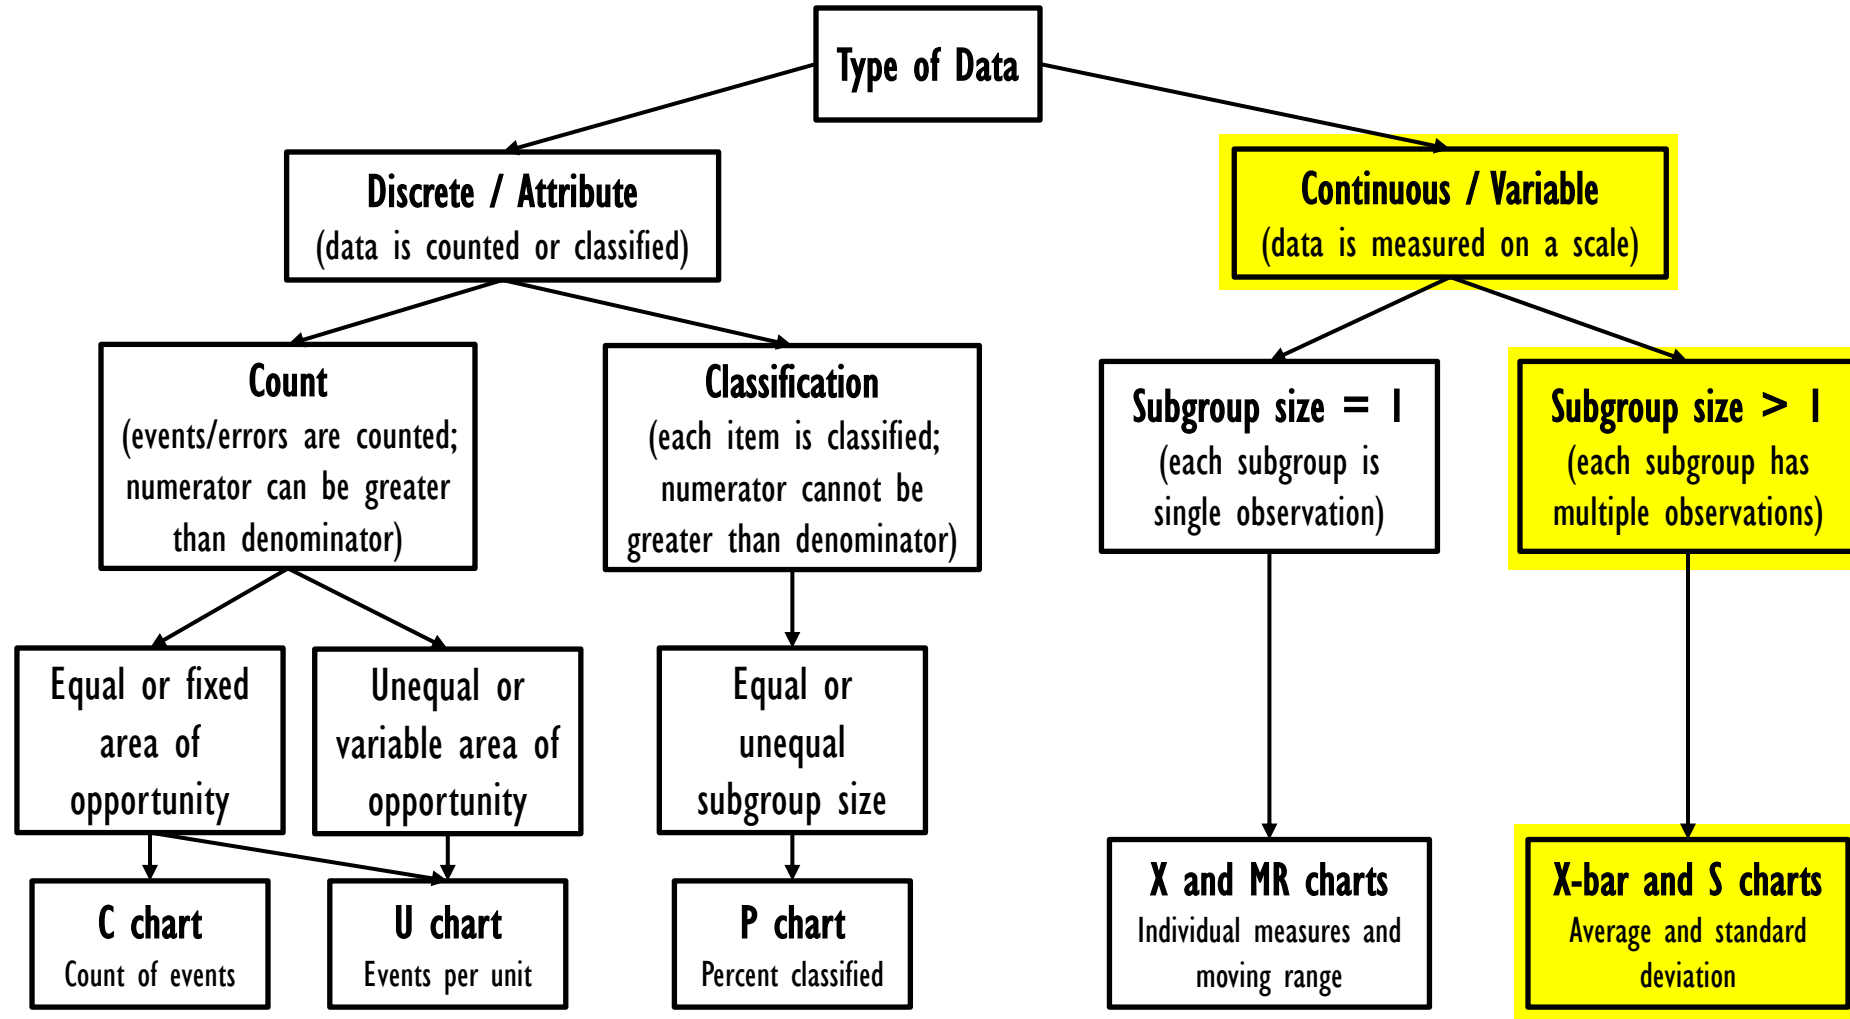 Type of Data
Discrete / Attribute
(data is counted or classified)
Continuous / Variable
(data is measured on a scale)
Count
(events/errors are counted;
numerator can be greater
than denominator)
Classification
(each item is classified;
numerator cannot be
greater than denominator)
Subgroup size = 1
(each subgroup is
single observation)
Subgroup size > 1
(each subgroup has
multiple observations)
Equal or fixed
area of
opportunity
Unequal or
variable area of
opportunity
Equal or
unequal
subgroup size
C chart
Count of events
U chart
Events per unit
P chart
Percent classified
X and MR charts
Individual measures and
moving range
X-bar and S charts
Average and standard
deviation